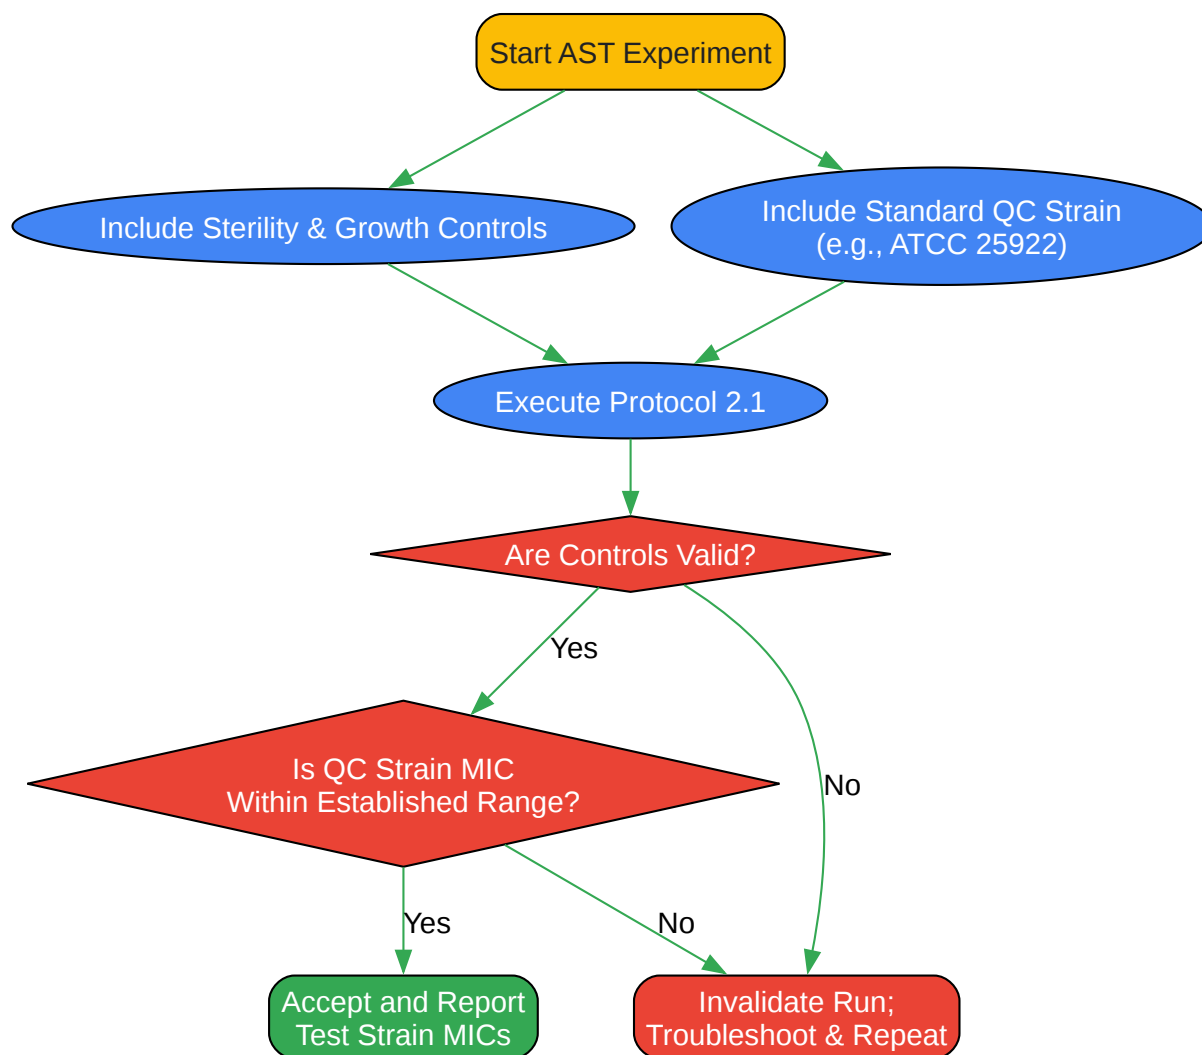 Start AST Experiment
Include Sterility & Growth Controls
Include Standard QC Strain
(e.g., ATCC 25922)
Execute Protocol 2.1
Are Controls Valid?
Yes
No
Is QC Strain MIC
Within Established Range?
Yes
No
Accept and Report
Test Strain MICs
Invalidate Run;
Troubleshoot & Repeat